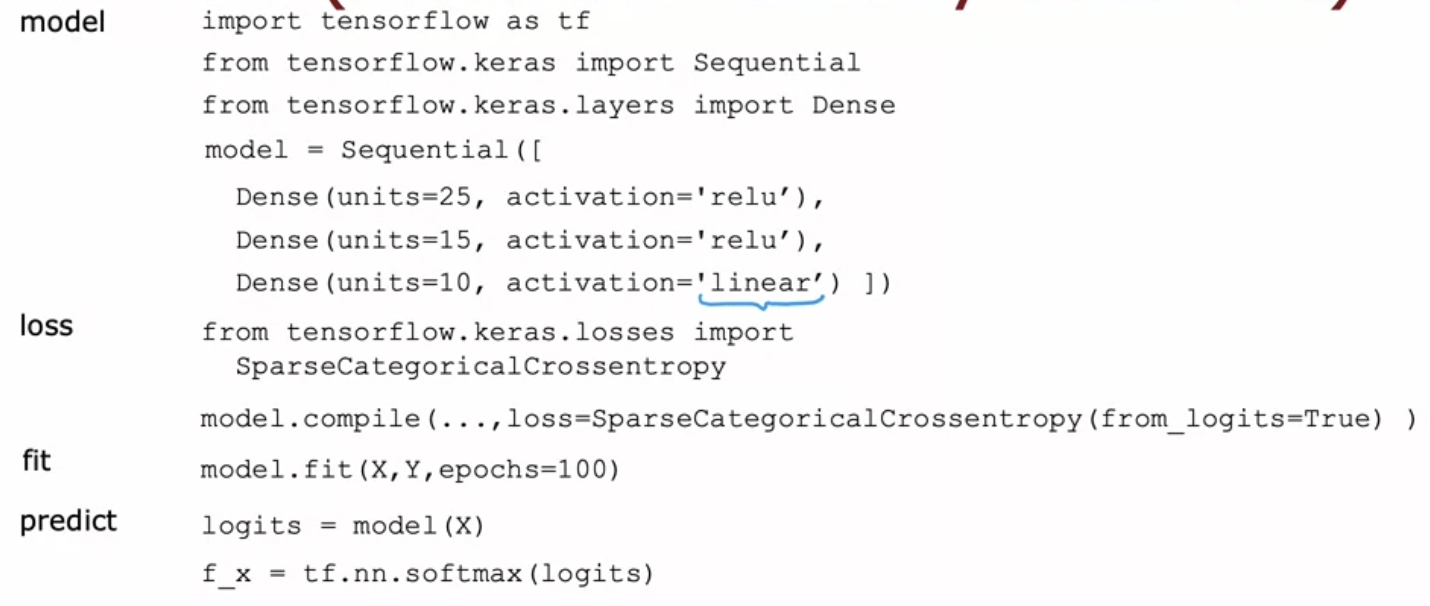 model import tensorflow as tf
from tensorflow.keras import Sequential
from tensorflow.keras.layers import Dense
model = Sequential([
Dense(units=25, activation='relu’),
Dense(units=15, activation='relu’),
Dense(units=10, activation='linear’) ])
loss from tensorflow.keras.losses import
SparseCategoricalCrossentropy
model.compile(...,loss=SparseCategoricalCrossentropy(from_logits=True) )
fit model.fit(X,Y,epochs=100)
predict logits = model(X)
f_x = tf.nn.softmax(logits)